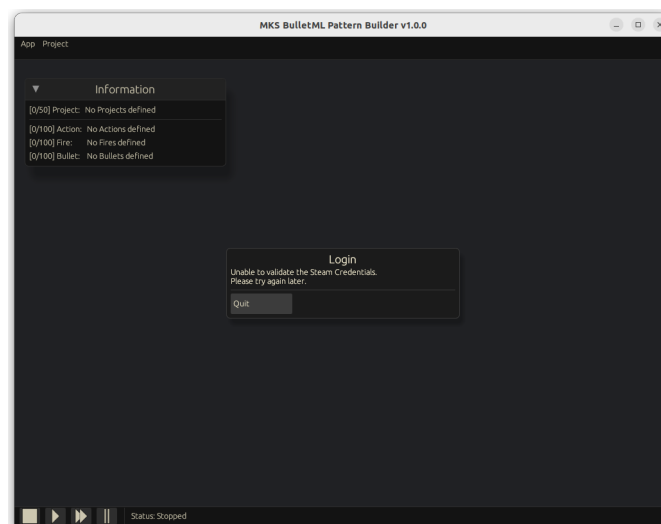 MKS BulletML Pattern Builder v1.0.0
App Project
Information
[0/50] Project: No Projects defined
[0/100] Action: No Actions defined
[0/100] Fire: No Fires defined
[0/100] Bullet: No Bullets defined
Login
Unable to validate the Steam Credentials.
Please try again later.
Quit
Status: Stopped